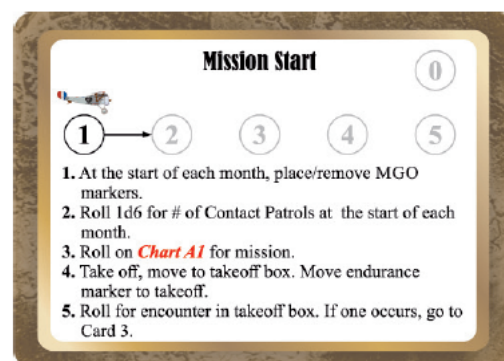 Mission Start
0
1 2 3 4 5
1. At the start of each month, place/remove MGO
markers.
2. Roll 1d6 for # of Contact Patrols at the start of each
month.
3. Roll on Chart A1 for mission.
4. Take off, move to takeoff box. Move endurance
marker to takeoff.
5. Roll for encounter in takeoff box. If one occurs, go to
Card 3.